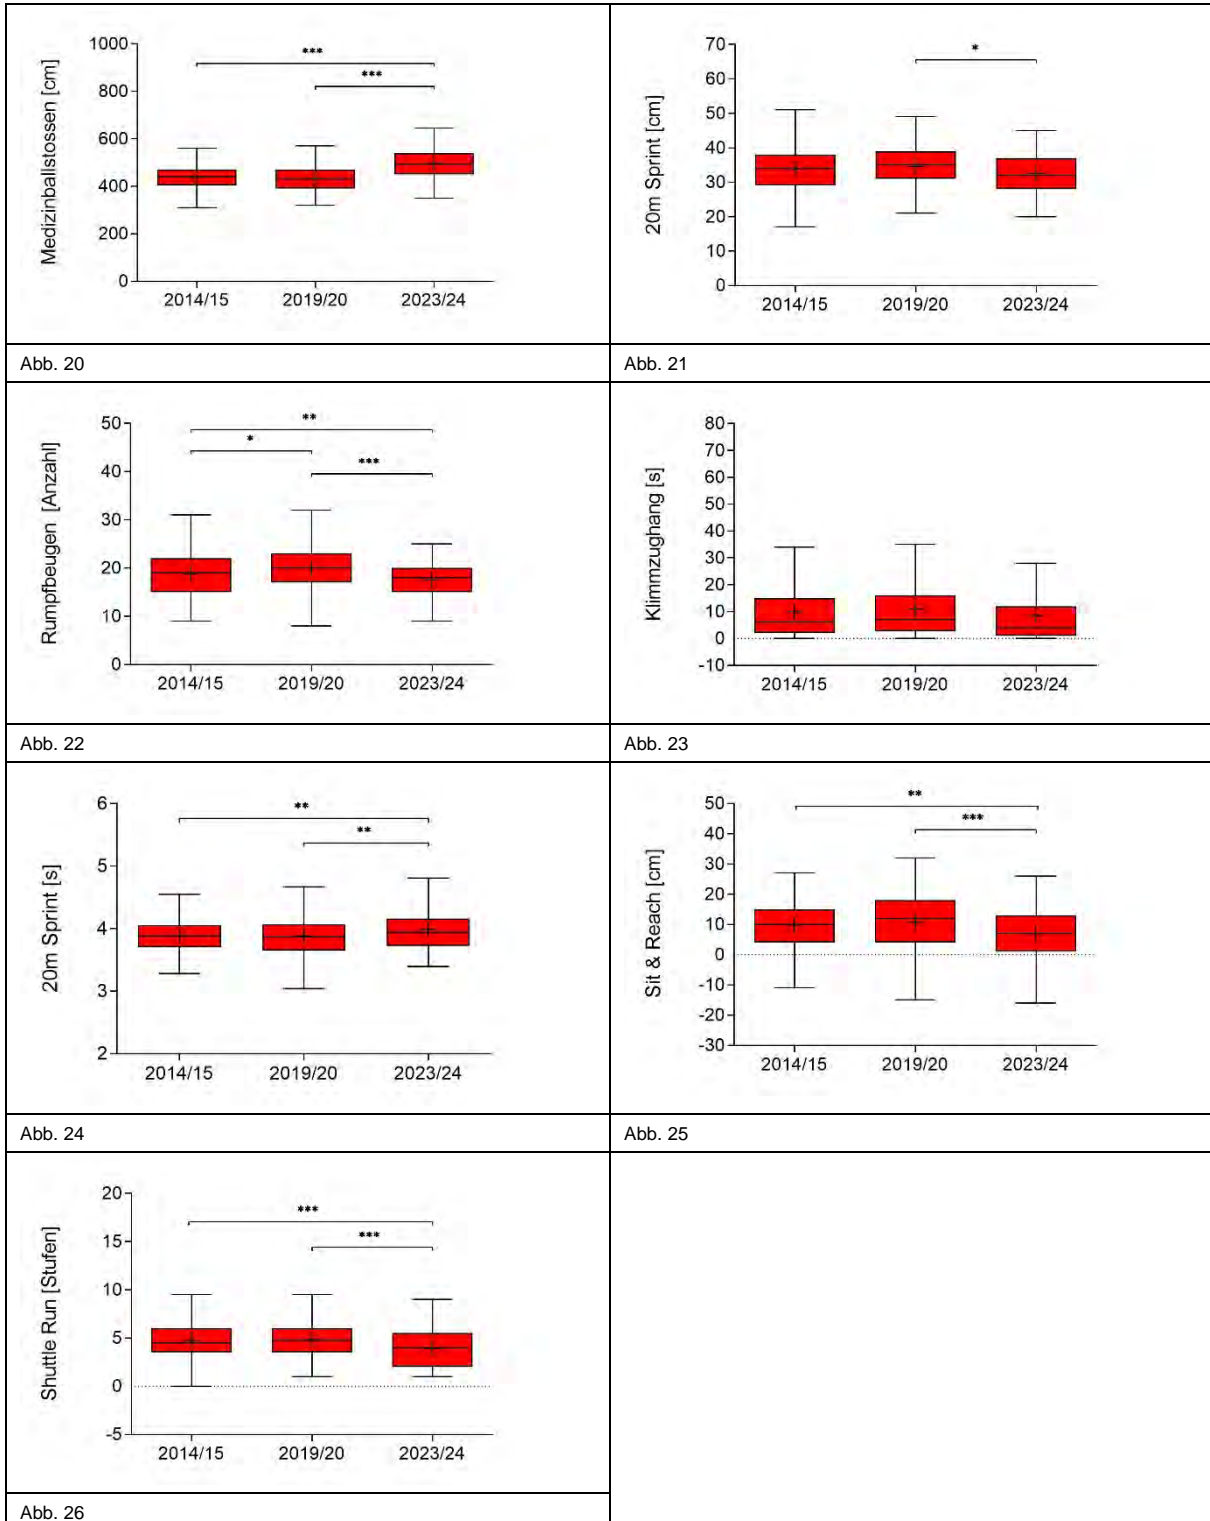 Medizinballstossen [cm]
1000
800
600
400
200
0
***
***
2014/15 2019/20 2023/24
Abb. 20
20m Sprint [cm]
70
60
50
40
30
20
10
0
*
2014/15 2019/20 2023/24
Abb. 21
Rumpfbeugen [Anzahl]
50
40
30
20
10
0
**
*
***
2014/15 2019/20 2023/24
Abb. 22
Klimmzughang [s]
80
70
60
50
40
30
20
10
0
-10
2014/15 2019/20 2023/24
Abb. 23
20m Sprint [s]
6
5
4
3
2
**
**
2014/15 2019/20 2023/24
Abb. 24
Sit & Reach [cm]
50
40
30
20
10
0
-10
-20
-30
**
***
2014/15 2019/20 2023/24
Abb. 25
Shuttle Run [Stufen]
20
15
10
5
0
-5
***
***
2014/15 2019/20 2023/24
Abb. 26